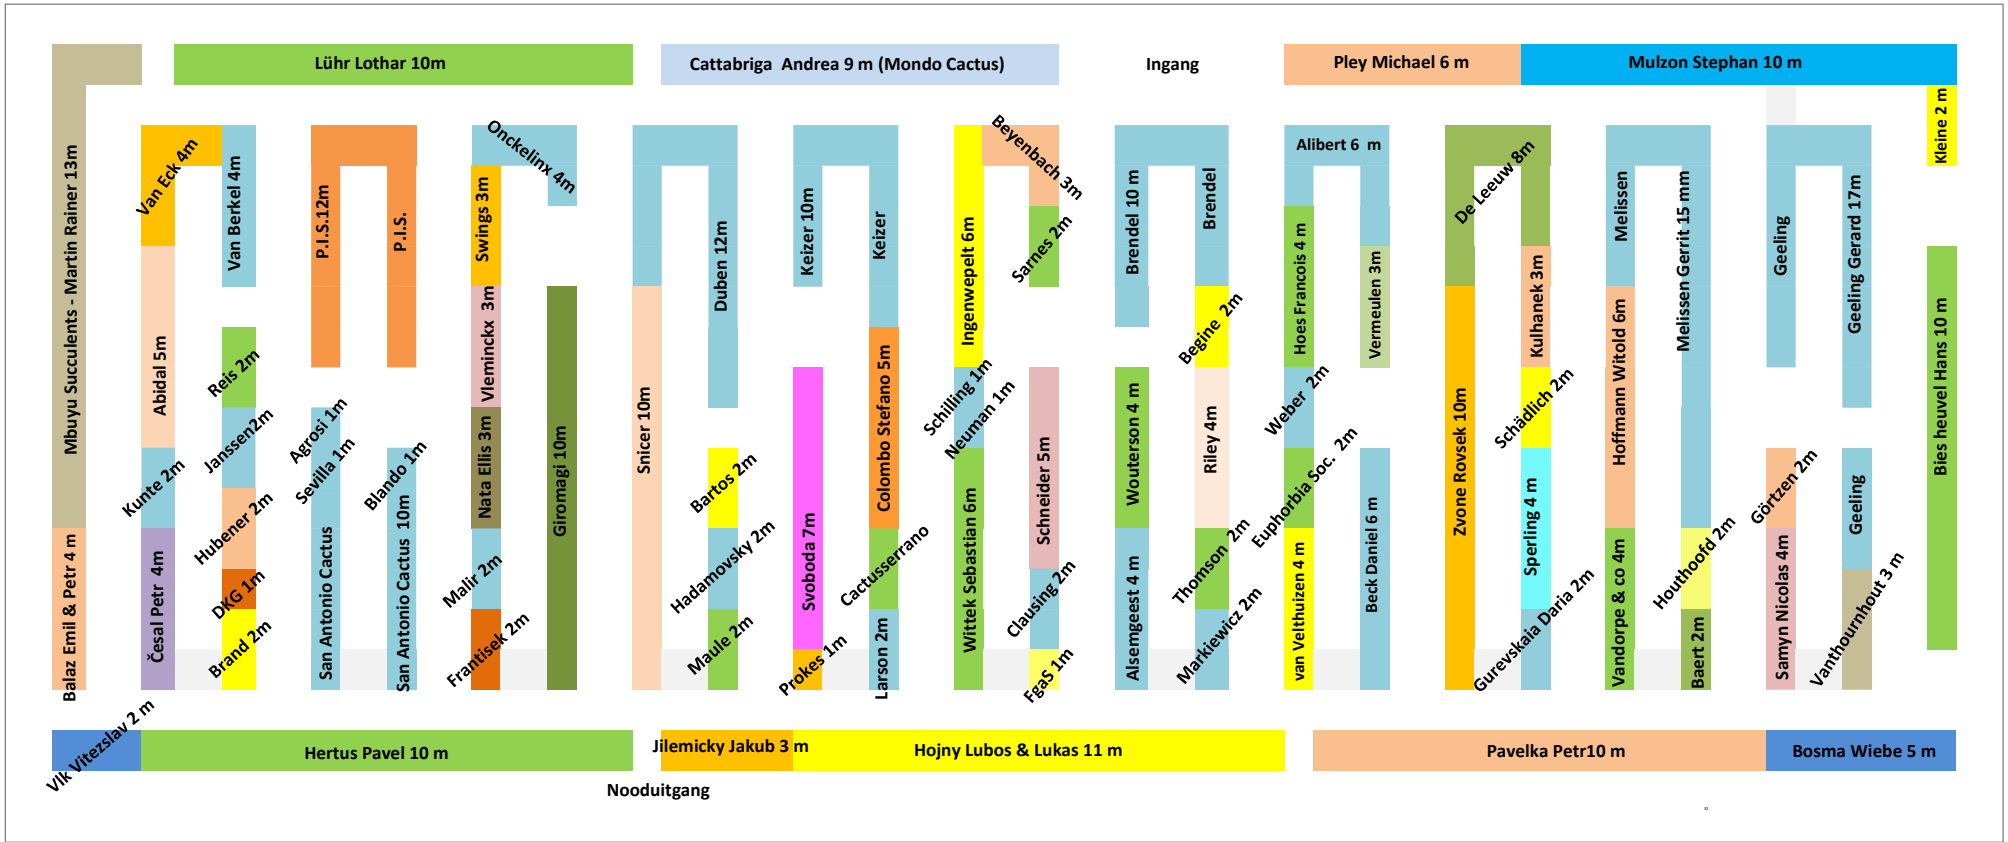 Lühr Lothar 10m
Cattabriga Andrea 9 m (Mondo Cactus)
Ingang
Pley Michael 6 m
Mulzon Stephan 10 m
Kleine 2 m
Mbuyu Succulents - Martin Rainer 13m
Balaz Emil & Petr 4 m
Van Eck 4m
Abidal 5m
Kunte 2m
Česal Petr 4m
Van Berkel 4m
Reis 2m
Janssen2m
Hubener 2m
DKG 1m
Brand 2m
P.I.S.12m
Agrosi 1m
Sevilla 1m
San Antonio Cactus
P.I.S.
Blando 1m
San Antonio Cactus 10m
Onckelinx 4m
Swings 3m
Vleminckx 3m
Nata Ellis 3m
Malir 2m
Frantisek 2m
Giromagi 10m
Snicer 10m
Duben 12m
Bartos 2m
Hadamovsky 2m
Maule 2m
Keizer 10m
Svoboda 7m
Prokes 1m
Keizer
Colombo Stefano 5m
Cactusserrano
Larson 2m
Ingenwepelt 6m
Schilling 1m
Neuman 1m
Wittek Sebastian 6m
Beyenbach 3m
Sarnes 2m
Schneider 5m
Clausing 2m
FgaS 1m
Brendel 10 m
Wouterson 4 m
Alsemgeest 4 m
Brendel
Begine 2m
Riley 4m
Thomson 2m
Markiewicz 2m
Alibert 6 m
Hoes Francois 4 m
Weber 2m
Euphorbia Soc. 2m
van Velthuizen 4 m
Vermeulen 3m
Beck Daniel 6 m
De Leeuw 8m
Zvone Rovsek 10m
Kulhanek 3m
Schädlich 2m
Sperling 4 m
Gurevskaia Daria 2m
Melissen
Hoffmann Witold 6m
Vandorpe & co 4m
Melissen Gerrit 15 mm
Houthoofd 2m
Baert 2m
Geeling
Görtzen 2m
Samyn Nicolas 4m
Geeling Gerard 17m
Geeling
Vanthournhout 3 m
Bies heuvel Hans 10 m
Vlk Vitezslav 2 m
Hertus Pavel 10 m
Jilemicky Jakub 3 m
Hojny Lubos & Lukas 11 m
Pavelka Petr10 m
Bosma Wiebe 5 m
Nooduitgang